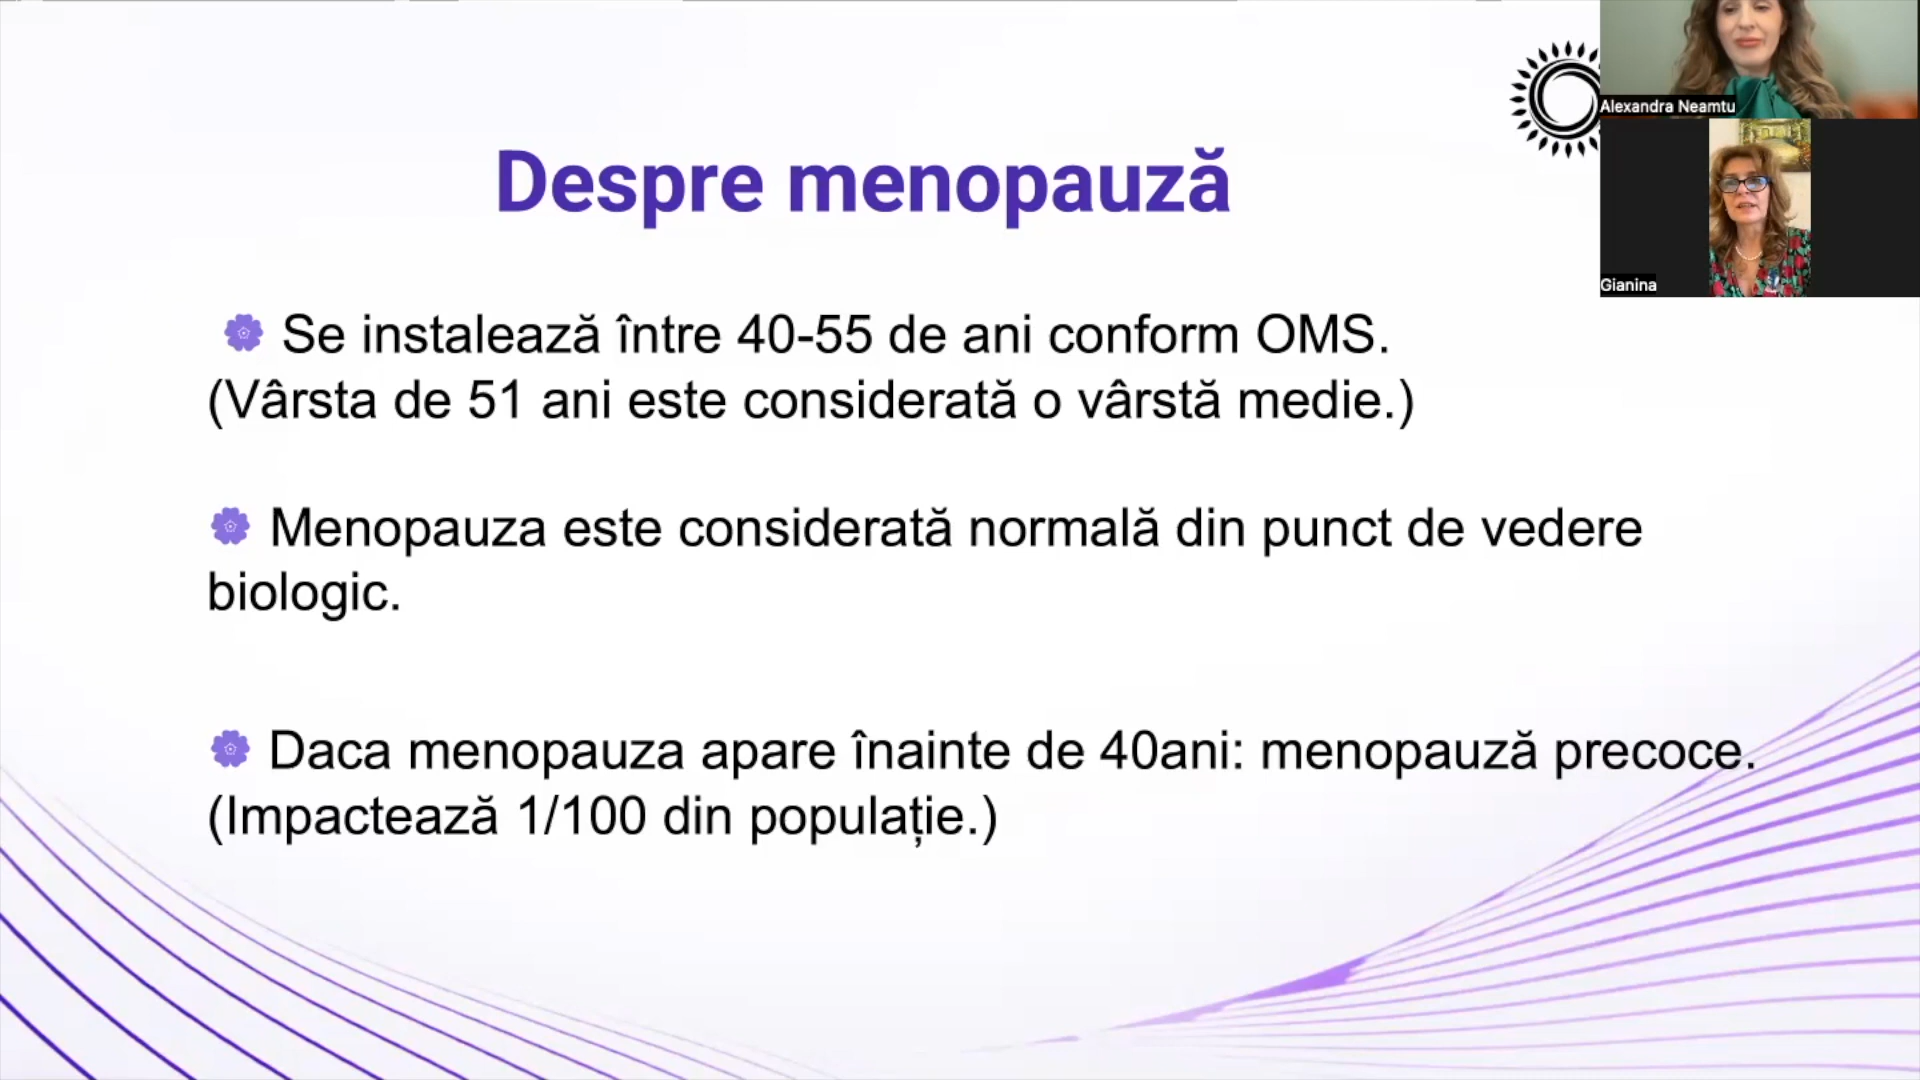 Despre menopauză
Se instalează între 40-55 de ani conform OMS.
(Vârsta de 51 ani este considerată o vârstă medie.)
Menopauza este considerată normală din punct de vedere
biologic.
Daca menopauza apare înainte de 40ani: menopauză precoce.
(Impactează 1/100 din populație.)
Alexandra Neamtu
Gianina